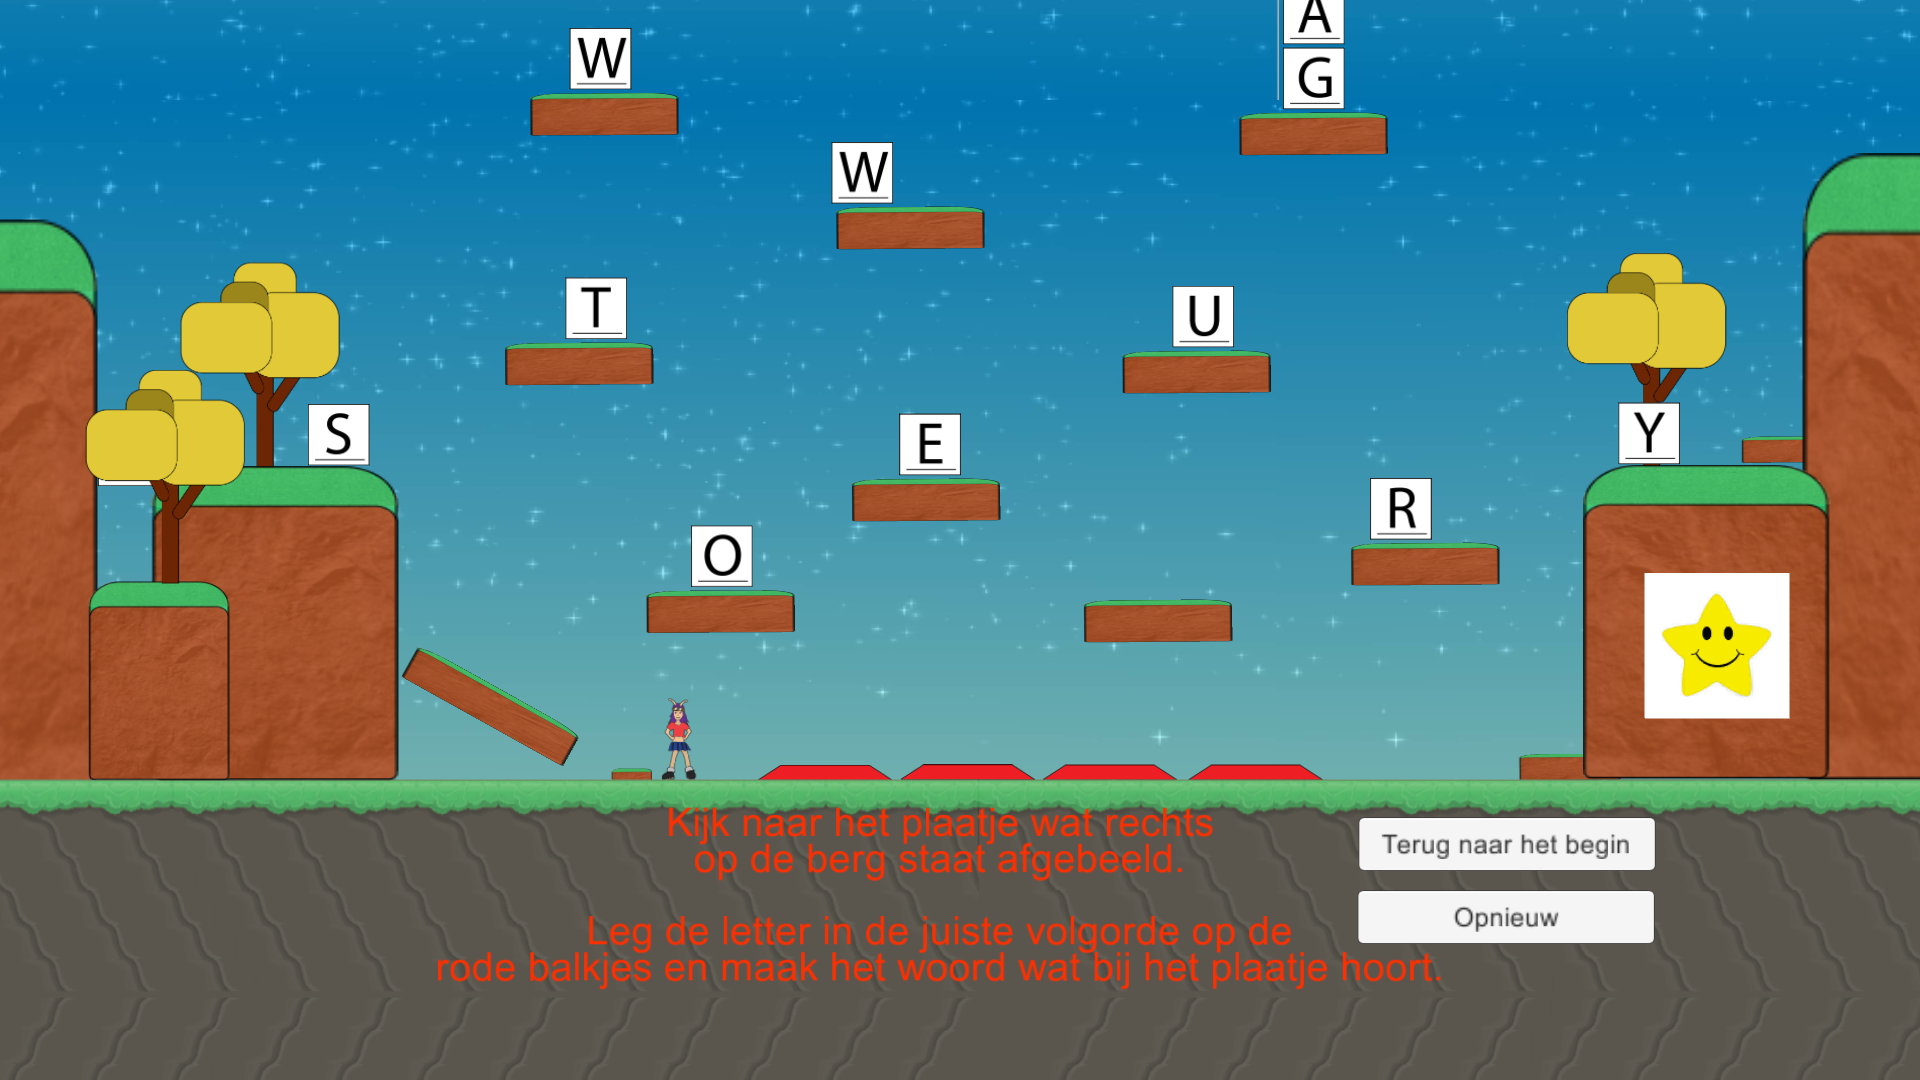 A
W
G
W
T
U
S
E
Y
R
O
Kijk naar het plaatje wat rechts
op de berg staat afgebeeld.
Terug naar het begin
Opnieuw
Leg de letter in de juiste volgorde op de
rode balkjes en maak het woord wat bij het plaatje hoort.